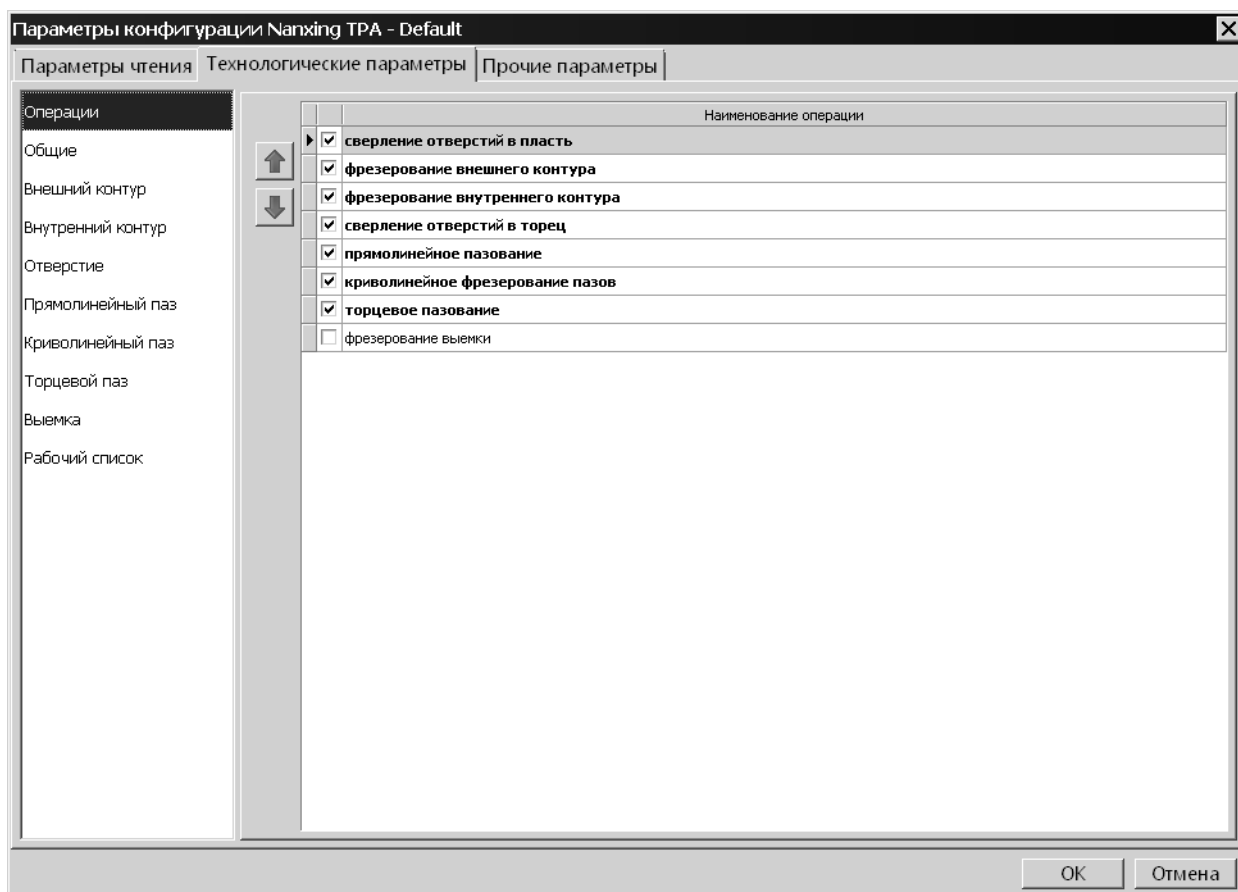 Параметры конфигурации Nanxing TPA - Default
Параметры чтения
Технологические параметры
Прочие параметры
Операции
Общие
Внешний контур
Внутренний контур
Отверстие
Прямолинейный паз
Криволинейный паз
Торцевой паз
Выемка
Рабочий список
Наименование операции
сверление отверстий в пласть
фрезерование внешнего контура
фрезерование внутреннего контура
сверление отверстий в торец
прямолинейное пазование
криволинейное фрезерование пазов
торцевое пазование
фрезерование выемки
ОК
Отмена